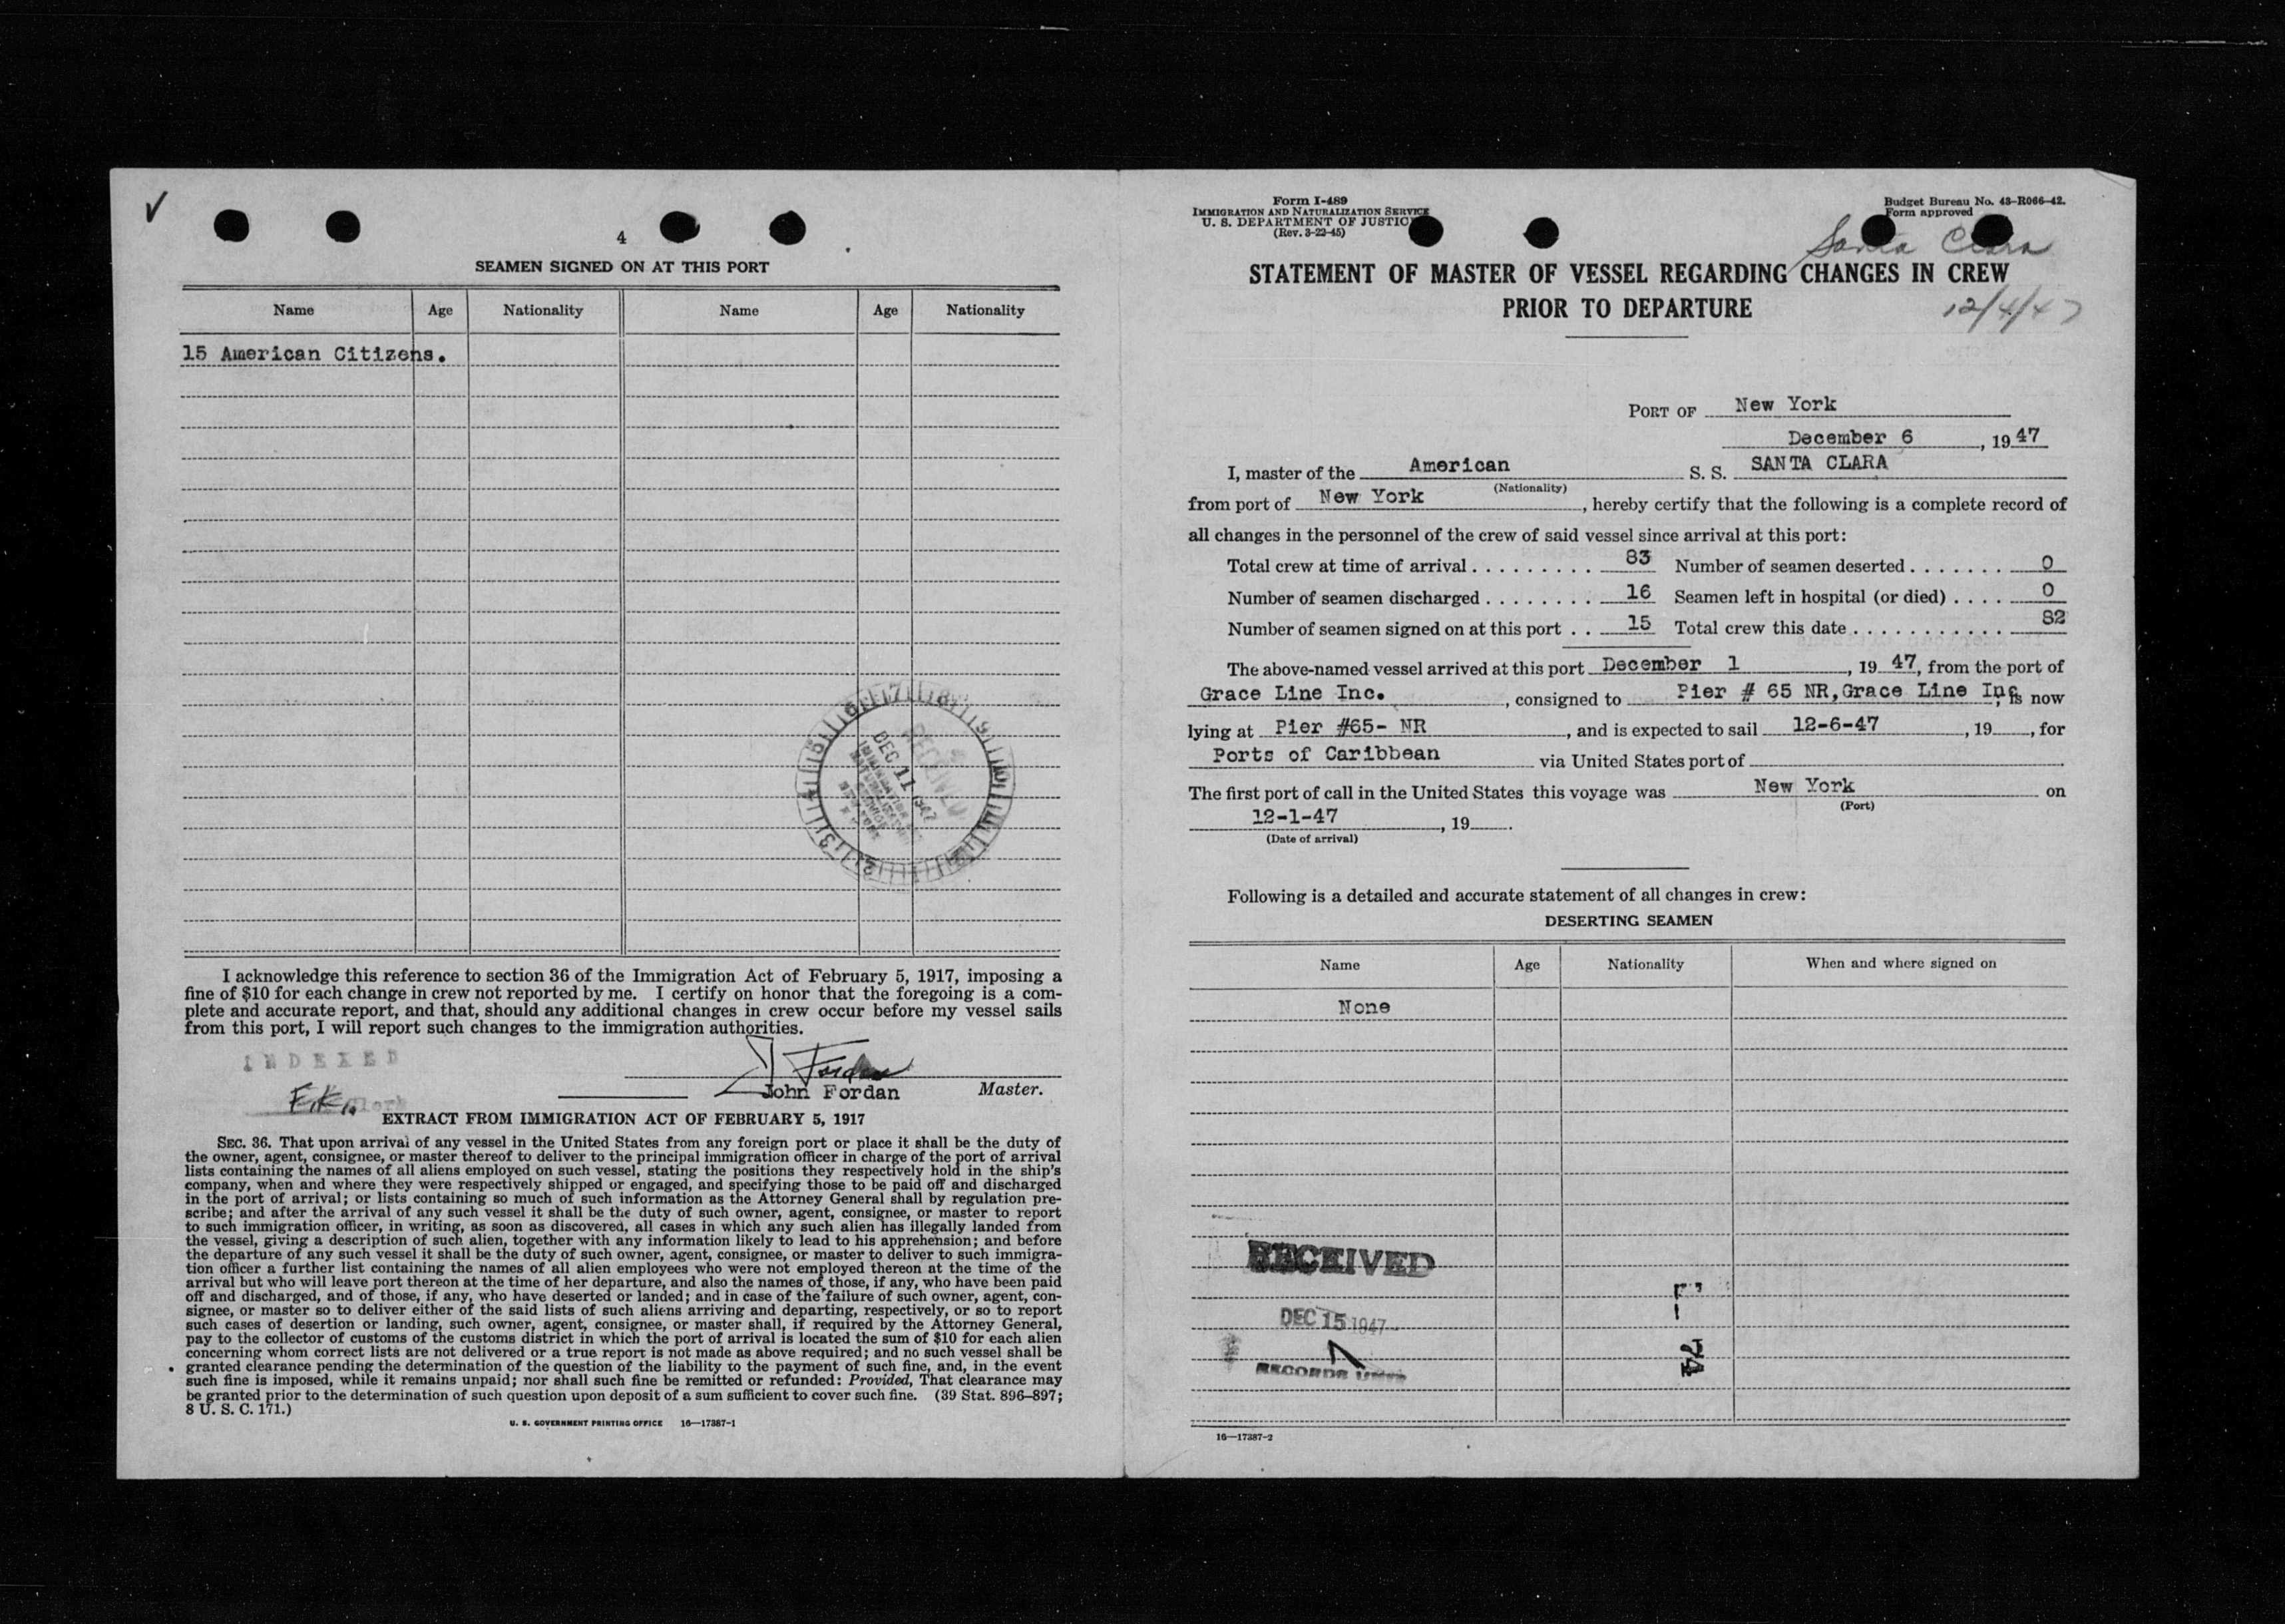 4
SEAMEN SIGNED ON AT THIS PORT
Name Age Nationality Name Age Nationality
15 American Citizens.
RECEIVED
DEC 11 1947
I acknowledge this reference to section 36 of the Immigration Act of February 5, 1917, imposing a
fine of $10 for each change in crew not reported by me. I certify on honor that the foregoing is a com-
plete and accurate report, and that, should any additional changes in crew occur before my vessel sails
from this port, I will report such changes to the immigration authorities.
INDEXED
J Fordan
John Fordan Master.
F.K. Clerk
EXTRACT FROM IMMIGRATION ACT OF FEBRUARY 5, 1917
SEC. 36. That upon arrival of any vessel in the United States from any foreign port or place it shall be the duty of
the owner, agent, consignee, or master thereof to deliver to the principal immigration officer in charge of the port of arrival
lists containing the names of all aliens employed on such vessel, stating the positions they respectively hold in the ship's
company, when and where they were respectively shipped or engaged, and specifying those to be paid off and discharged
in the port of arrival; or lists containing so much of such information as the Attorney General shall by regulation pre-
scribe; and after the arrival of any such vessel it shall be the duty of such owner, agent, consignee, or master to report
to such immigration officer, in writing, as soon as discovered, all cases in which any such alien has illegally landed from
the vessel, giving a description of such alien, together with any information likely to lead to his apprehension; and before
the departure of any such vessel it shall be the duty of such owner, agent, consignee, or master to deliver to such immigra-
tion officer a further list containing the names of all alien employees who were not employed thereon at the time of the
arrival but who will leave port thereon at the time of her departure, and also the names of those, if any, who have been paid
off and discharged, and of those, if any, who have deserted or landed; and in case of the failure of such owner, agent, con-
signee, or master so to deliver either of the said lists of such aliens arriving and departing, respectively, or so to report
such cases of desertion or landing, such owner, agent, consignee, or master shall, if required by the Attorney General,
pay to the collector of customs of the customs district in which the port of arrival is located the sum of $10 for each alien
concerning whom correct lists are not delivered or a true report is not made as above required; and no such vessel shall be
granted clearance pending the determination of the question of the liability to the payment of such fine, and, in the event
such fine is imposed, while it remains unpaid; nor shall such fine be remitted or refunded: Provided, That clearance may
be granted prior to the determination of such question upon deposit of a sum sufficient to cover such fine. (39 Stat. 896–897;
8 U. S. C. 171.)
U. S. GOVERNMENT PRINTING OFFICE 16—17387-1
Form I-489
IMMIGRATION AND NATURALIZATION SERVICE
U. S. DEPARTMENT OF JUSTICE
(Rev. 3-22-45)
Budget Bureau No. 43-R066-42.
Form approved
Santa Clara
STATEMENT OF MASTER OF VESSEL REGARDING CHANGES IN CREW
PRIOR TO DEPARTURE
12/4/47
PORT OF New York
December 6, 1947
I, master of the American S. S. SANTA CLARA
(Nationality)
from port of New York, hereby certify that the following is a complete record of
all changes in the personnel of the crew of said vessel since arrival at this port:
Total crew at time of arrival 83 Number of seamen deserted 0
Number of seamen discharged 16 Seamen left in hospital (or died) 0
Number of seamen signed on at this port 15 Total crew this date 82
The above-named vessel arrived at this port December 1, 1947, from the port of
Grace Line Inc., consigned to Pier # 65 NR, Grace Line Inc, is now
lying at Pier #65- NR, and is expected to sail 12-6-47, 19, for
Ports of Caribbean via United States port of
The first port of call in the United States this voyage was New York on
(Port)
12-1-47, 19.
(Date of arrival)
Following is a detailed and accurate statement of all changes in crew:
DESERTING SEAMEN
Name Age Nationality When and where signed on
None
RECEIVED
DEC 15 1947
RECORDS UNIT
74
16—17387-2